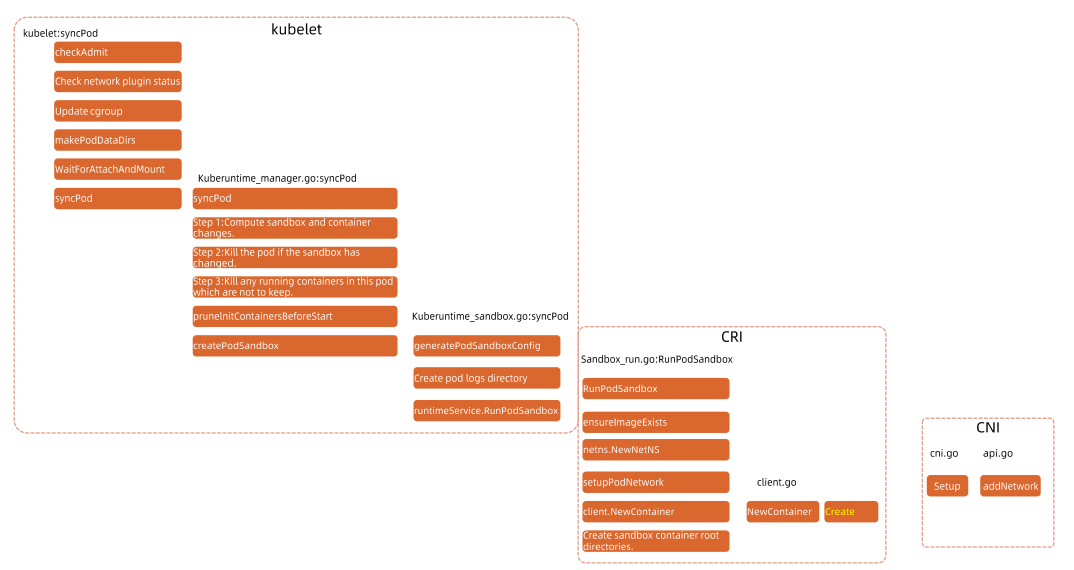 kubelet
kubelet:syncPod
checkAdmit
Check network plugin status
Update cgroup
makePodDataDirs
WaitForAttachAndMount
syncPod
Kuberuntime_manager.go:syncPod
syncPod
Step 1:Compute sandbox and container
changes.
Step 2:Kill the pod if the sandbox has
changed.
Step 3:Kill any running containers in this pod
which are not to keep.
pruneInitContainersBeforeStart
createPodSandbox
Kuberuntime_sandbox.go:syncPod
generatePodSandboxConfig
Create pod logs directory
runtimeService.RunPodSandbox
CRI
Sandbox_run.go:RunPodSandbox
RunPodSandbox
ensureImageExists
netns.NewNetNS
setupPodNetwork
client.NewContainer
Create sandbox container root
directories.
client.go
NewContainer
Create
CNI
cni.go
Setup
api.go
addNetwork